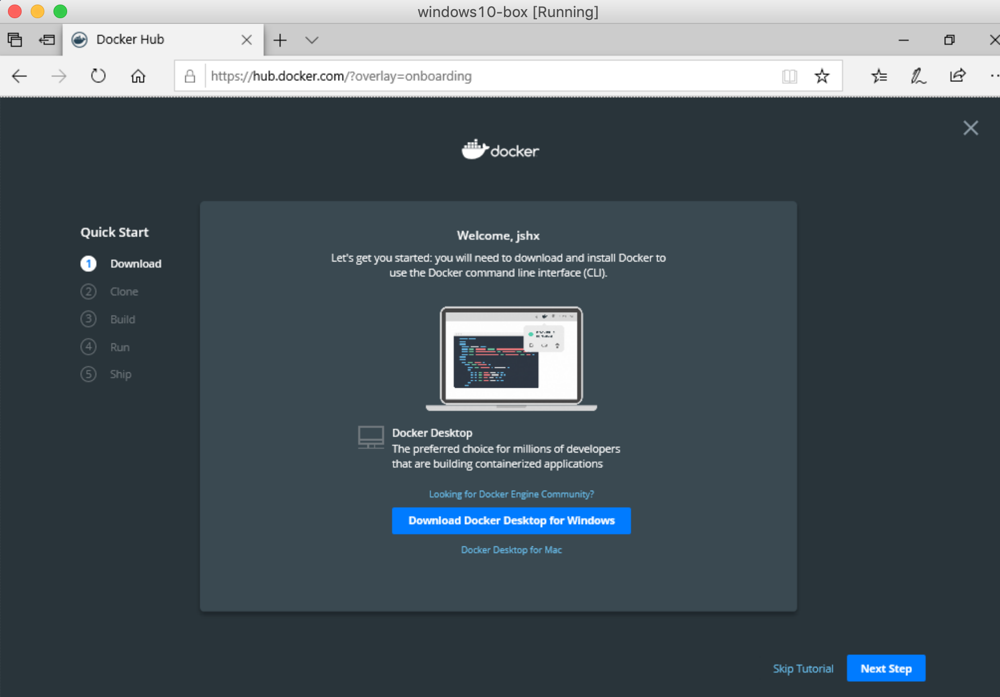 windows10-box [Running]
Docker Hub
https://hub.docker.com/?overlay=onboarding
docker
Quick Start
1 Download
2 Clone
3 Build
4 Run
5 Ship
Welcome, jshx
Let's get you started: you will need to download and install Docker to
use the Docker command line interface (CLI).
Docker Desktop
The preferred choice for millions of developers
that are building containerized applications
Looking for Docker Engine Community?
Download Docker Desktop for Windows
Docker Desktop for Mac
Skip Tutorial
Next Step